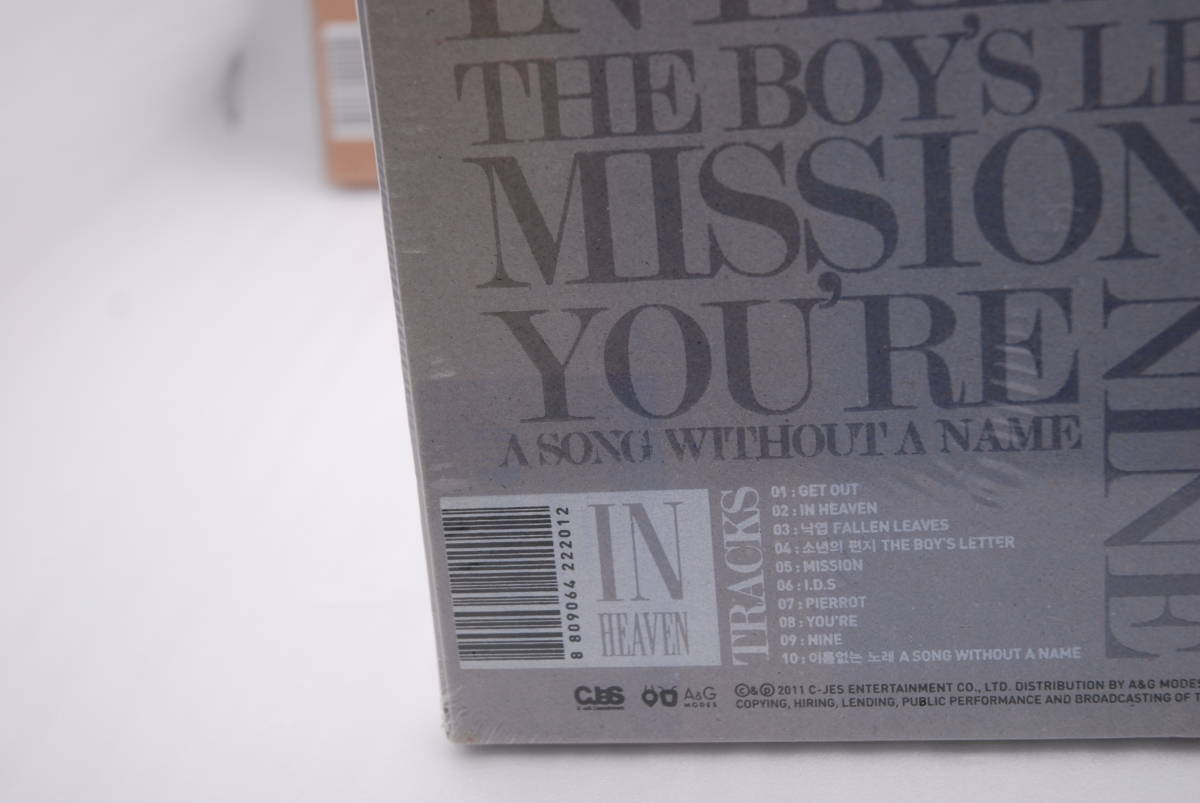 THE BOY'S LE
MISSION
YOU'RE
NINE
A SONG WITHOUT A NAME
8 809064 222012
IN
HEAVEN
TRACKS
01 : GET OUT
02 : IN HEAVEN
03 : 낙엽 FALLEN LEAVES
04 : 소년의 편지 THE BOY'S LETTER
05 : MISSION
06 : I.D.S
07 : PIERROT
08 : YOU'RE
09 : NINE
10 : 이름없는 노래 A SONG WITHOUT A NAME
CJES
A&G
MODES
©&℗ 2011 C-JES ENTERTAINMENT CO., LTD. DISTRIBUTION BY A&G MODES
COPYING, HIRING, LENDING, PUBLIC PERFORMANCE AND BROADCASTING OF T